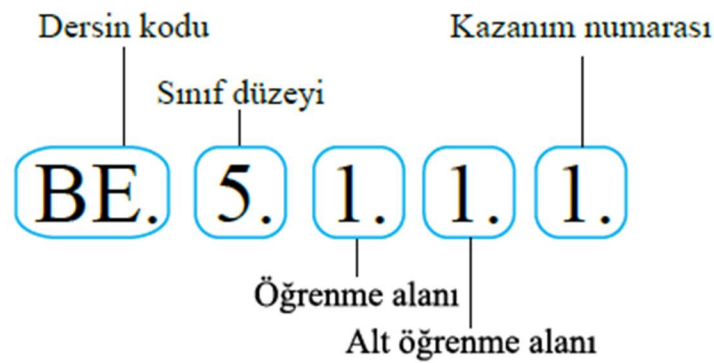 Dersin kodu
Kazanım numarası
Sınıf düzeyi
BE. 5. 1. 1. 1.
Öğrenme alanı
Alt öğrenme alanı